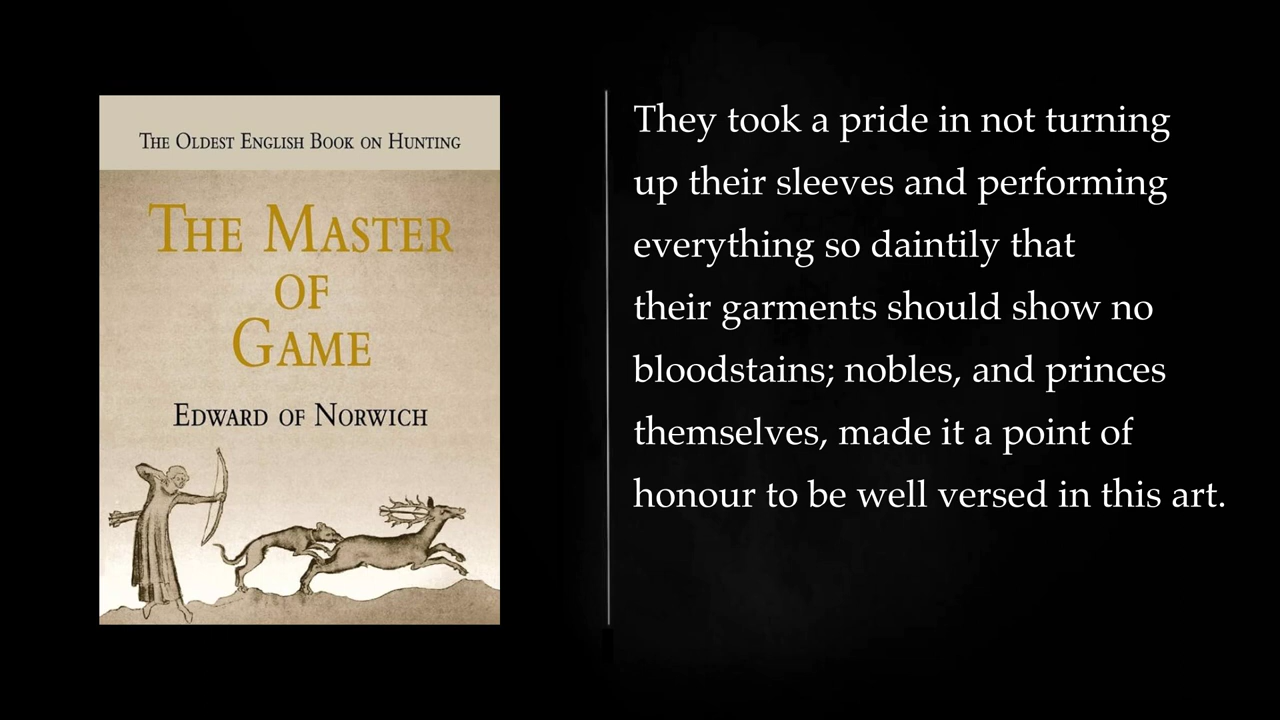 The Oldest English Book on Hunting
The Master
of
Game
Edward of Norwich
They took a pride in not turning
up their sleeves and performing
everything so daintily that
their garments should show no
bloodstains; nobles, and princes
themselves, made it a point of
honour to be well versed in this art.